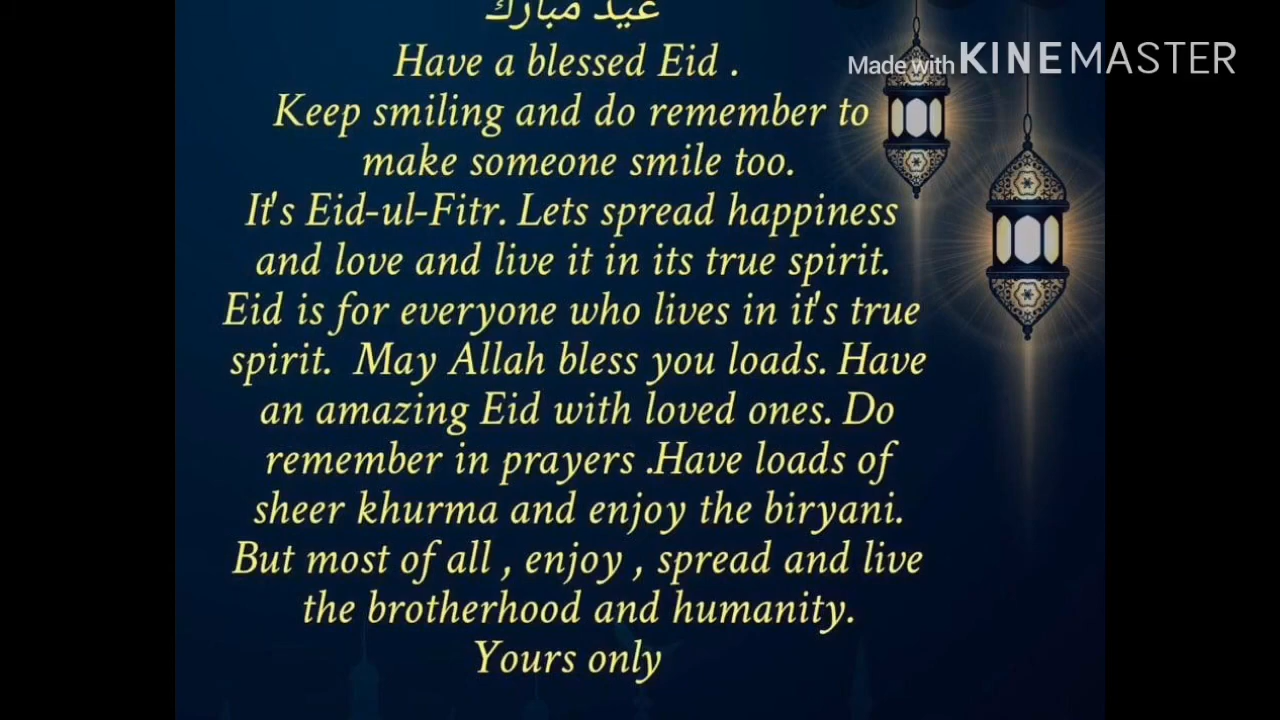 عيد مبارك
Have a blessed Eid .
Made with KINEMASTER
Keep smiling and do remember to
make someone smile too.
It's Eid-ul-Fitr. Lets spread happiness
and love and live it in its true spirit.
Eid is for everyone who lives in it's true
spirit.  May Allah bless you loads. Have
an amazing Eid with loved ones. Do
remember in prayers .Have loads of
sheer khurma and enjoy the biryani.
But most of all , enjoy , spread and live
the brotherhood and humanity.
Yours only